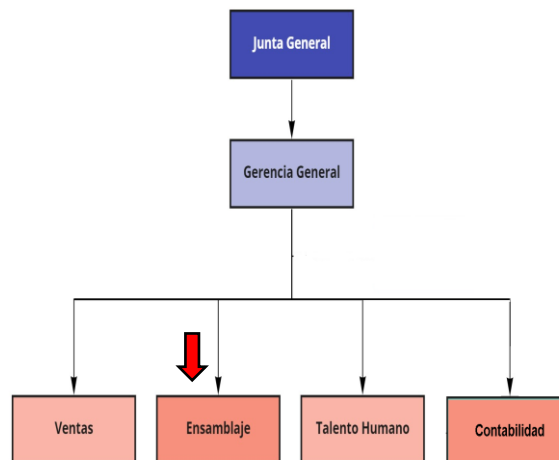 Junta General
Gerencia General
Ventas
Ensamblaje
Talento Humano
Contabilidad